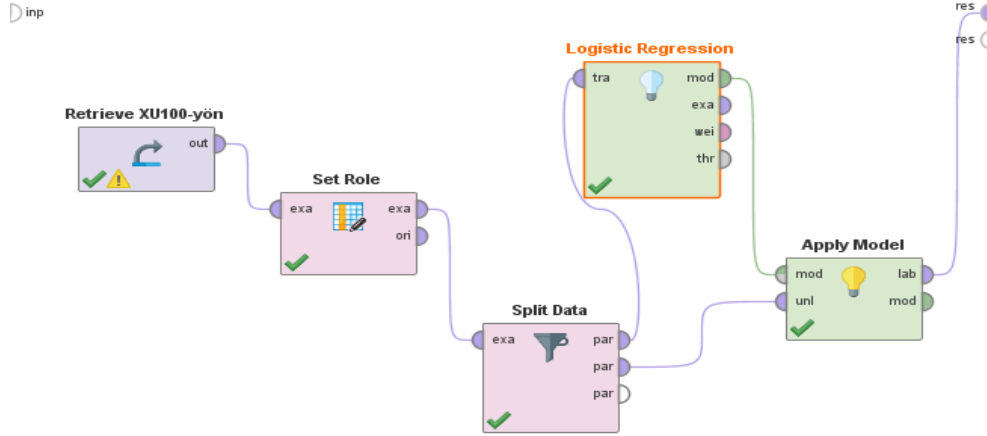 inp
res
res
Logistic Regression
tra
mod
exa
wei
thr
Retrieve XU100-yön
out
Set Role
exa
exa
ori
Apply Model
mod
lab
unl
mod
Split Data
exa
par
par
par